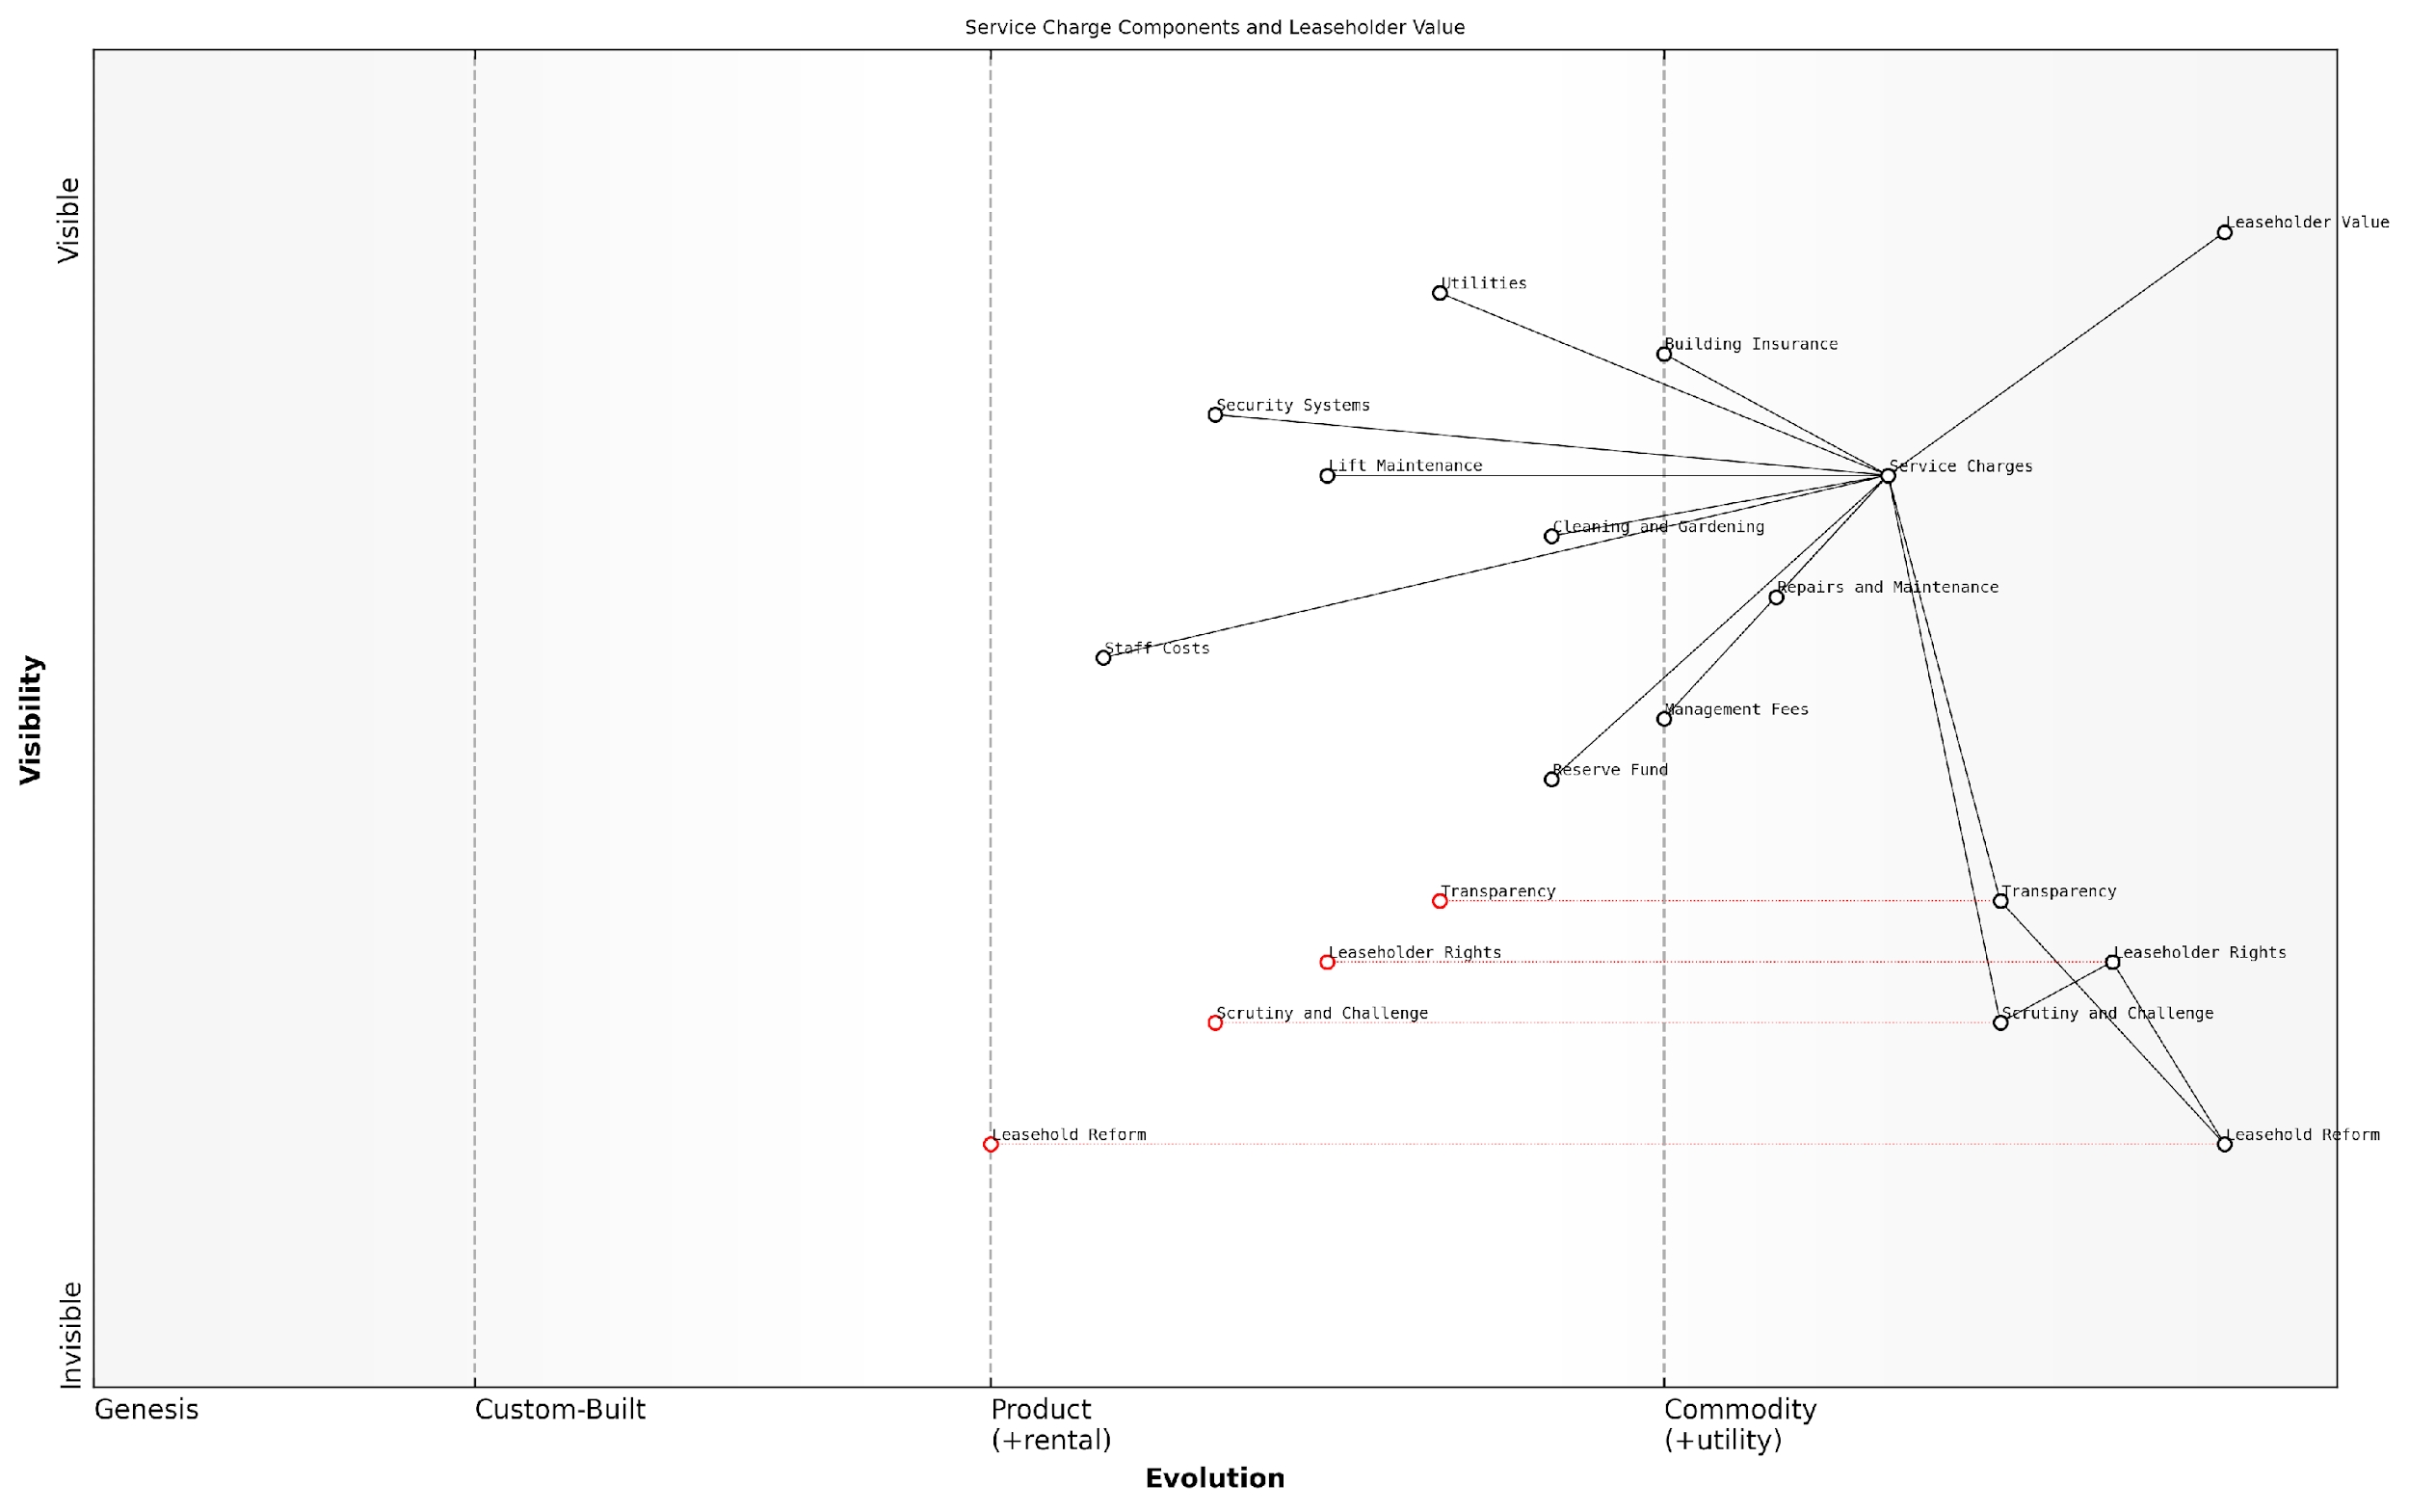 Service Charge Components and Leaseholder Value
Visible
Leaseholder Value
Utilities
Building Insurance
Security Systems
Lift Maintenance
Service Charges
Cleaning and Gardening
Repairs and Maintenance
Staff Costs
Visibility
Management Fees
Reserve Fund
Transparency
Transparency
Leaseholder Rights
Leaseholder Rights
Scrutiny and Challenge
Scrutiny and Challenge
Leasehold Reform
Leasehold Reform
Invisible
Genesis
Custom-Built
Product
(+rental)
Commodity
(+utility)
Evolution